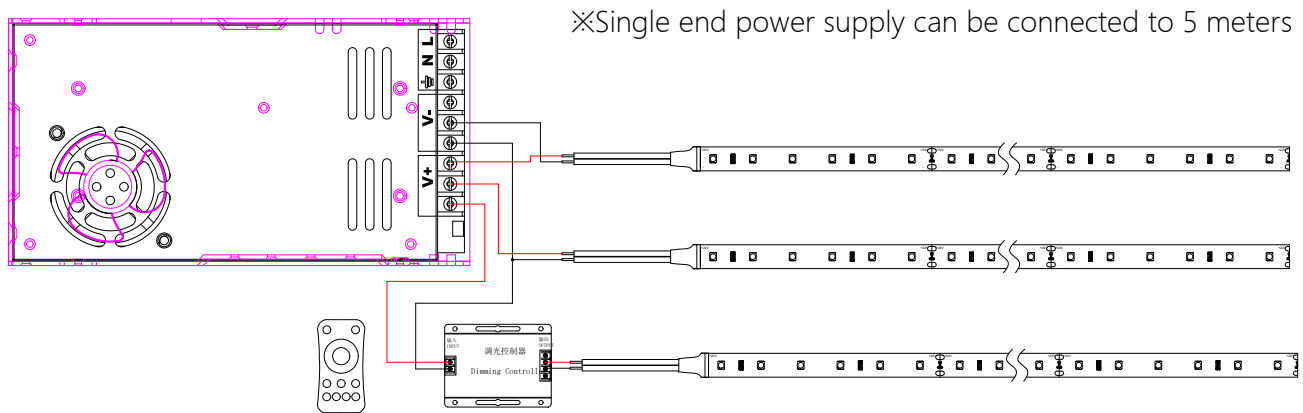 ※Single end power supply can be connected to 5 meters
L
N
V-
V+
输入
INPUT
调光控制器
输出
OUTPUT
Dimming Controll